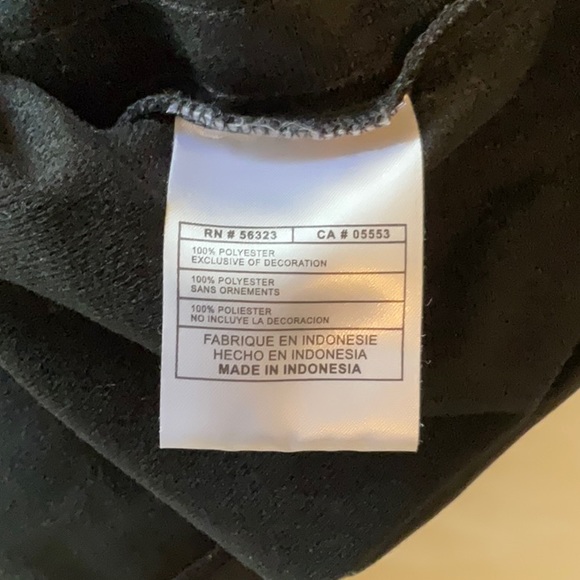 RN # 56323 CA # 05553
100% POLYESTER
EXCLUSIVE OF DECORATION
100% POLYESTER
SANS ORNEMENTS
100% POLIESTER
NO INCLUYE LA DECORACION
FABRIQUE EN INDONESIE
HECHO EN INDONESIA
MADE IN INDONESIA